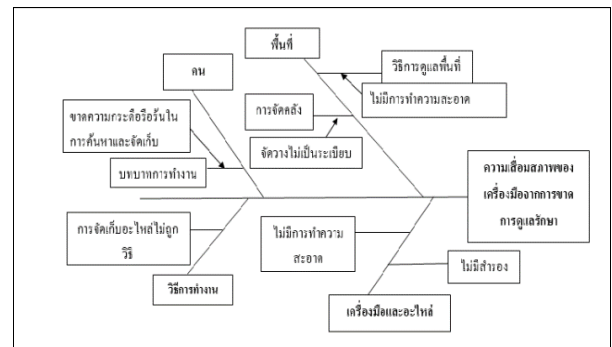 พื้นที่
คน
วิธีการดูแลพื้นที่
ไม่มีการทำความสะอาด
ขาดความกระตือรือร้นใน
การค้นหาและจัดเก็บ
การจัดคลัง
จัดวางไม่เป็นระเบียบ
บทบาทการทำงาน
ความเสื่อมสภาพของ
เครื่องมือจากการขาด
การดูแลรักษา
การจัดเก็บอะไหล่ไม่ถูก
วิธี
ไม่มีการทำความ
สะอาด
ไม่มีสำรอง
วิธีการทำงาน
เครื่องมือและอะไหล่